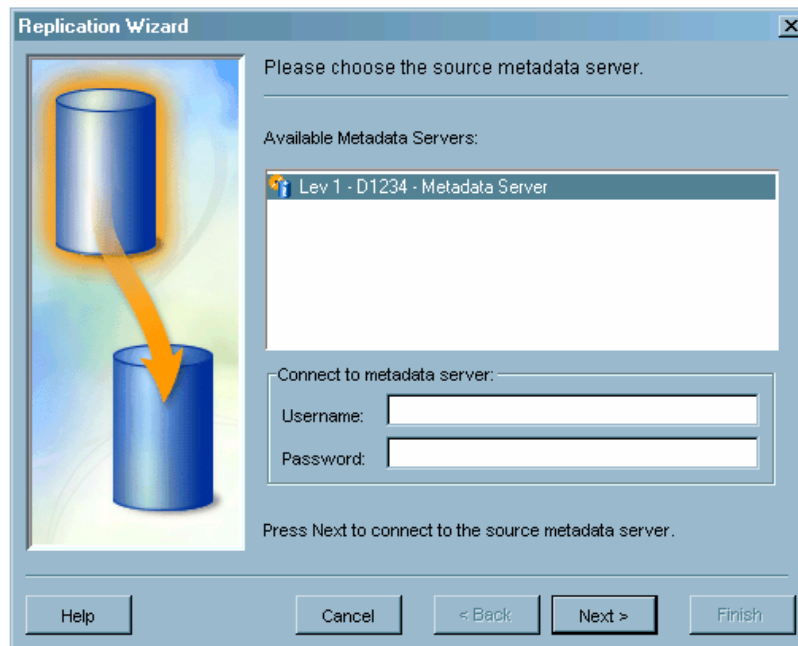 Replication Wizard
Please choose the source metadata server.
Available Metadata Servers:
Lev 1 - D1234 - Metadata Server
Connect to metadata server:
Username:
Password:
Press Next to connect to the source metadata server.
Help Cancel < Back Next > Finish